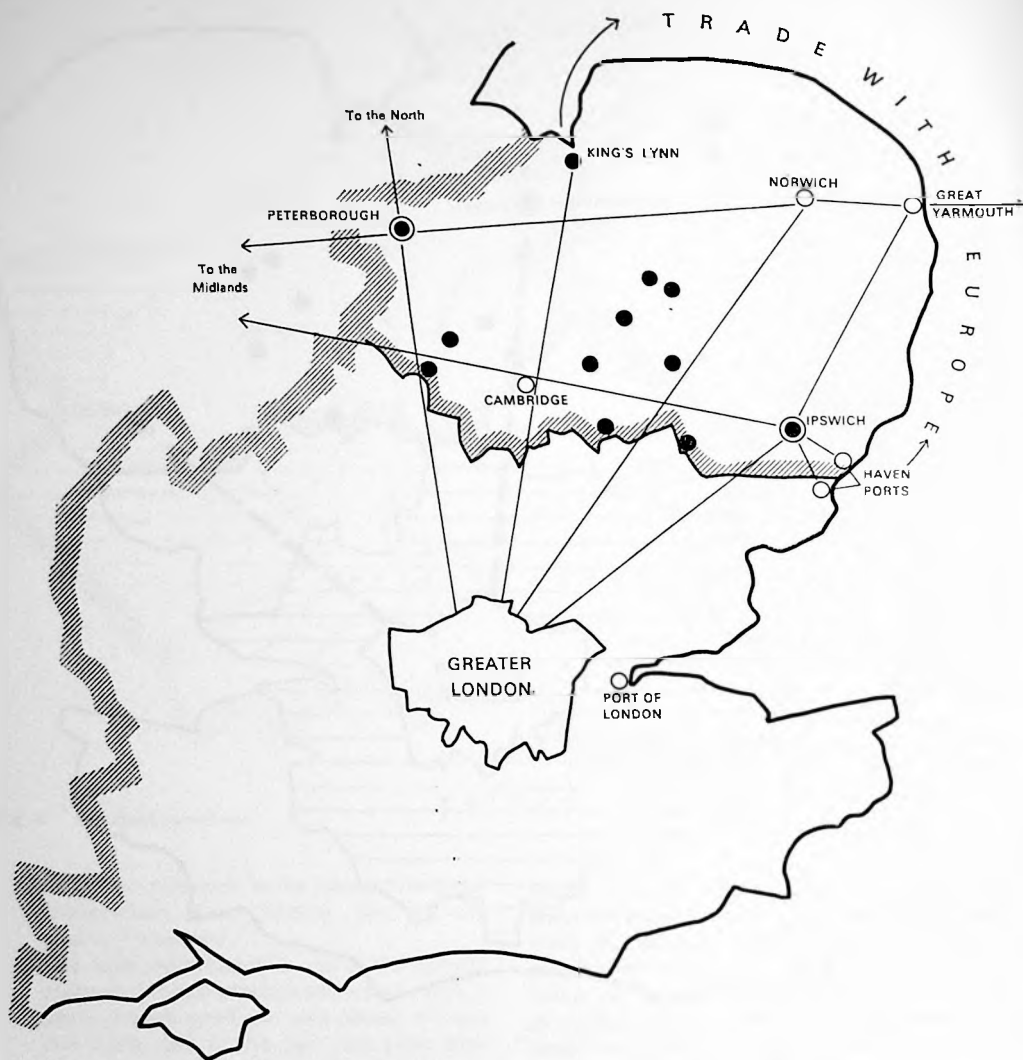 TRADE WITH EUROPE
To the North
KING'S LYNN
NORWICH
GREAT
YARMOUTH
PETERBOROUGH
To the
Midlands
CAMBRIDGE
IPSWICH
HAVEN
PORTS
GREATER
LONDON
PORT OF
LONDON